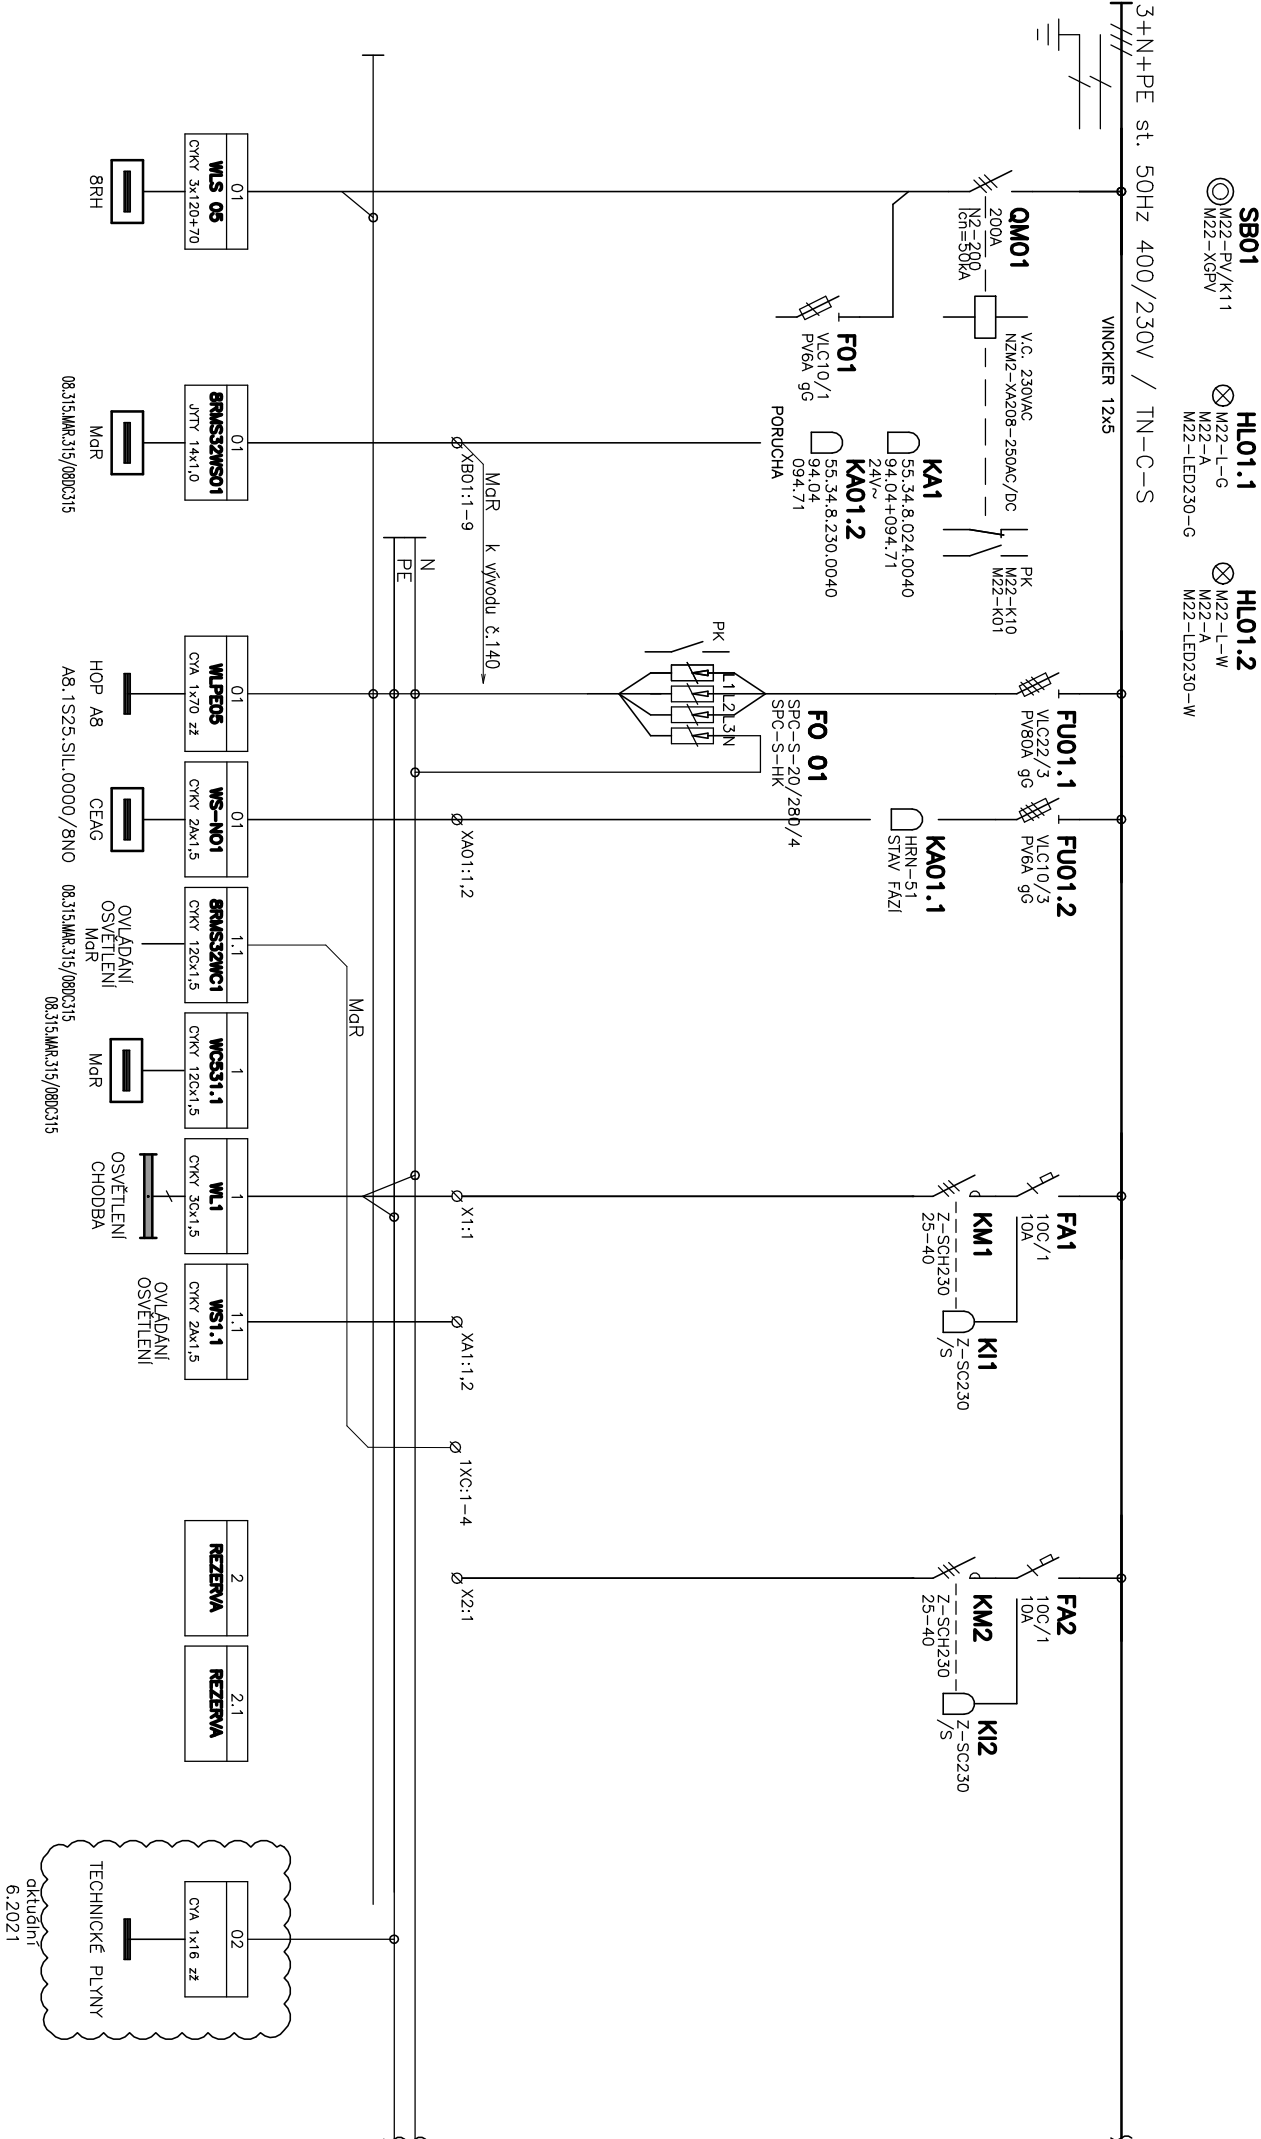 SB01
M22-PV/K11
M22-XGPV
HL01.1
M22-L-G
M22-A
M22-LED230-G
HL01.2
M22-L-W
M22-A
M22-LED230-W
3+N+PE st. 50Hz 400/230V / TN-C-S
VINCKIER 12x5
QM01
200A
N2-200
Icn=50kA
V.C. 230VAC
NZM2-XA208-250AC/DC
PK
M22-K10
M22-K01
FU01.1
VLC22/3
PV80A gG
FU01.2
VLC10/3
PV6A gG
FA1
10C/1
10A
KM1
Z-SCH230
25-40
KI1
Z-SC230
/S
FA2
10C/1
10A
KM2
Z-SCH230
25-40
KI2
Z-SC230
/S
F01
VLC10/1
PV6A gG
KA1
55.34.8.024.0040
94.04+094.71
24V~
KA01.2
55.34.8.230.0040
94.04
094.71
PORUCHA
KA01.1
HRN-51
STAV FÁZÍ
FO 01
SPC-S-20/280/4
SPC-S-HK
PK
L1
L2
L3
N
MaR k vývodu č.140
XB01:1-9
XA01:1,2
X1:1
XA1:1,2
1XC:1-4
X2:1
N
PE
MaR
01
WLS 05
CYKY 3x120+70
8RH
01
8RMS32WS01
JYTY 14x1,0
MaR
08.315.MAR.315/08DC315
01
WLPE05
CYA 1x70 zž
HOP A8
A8.1S25.SIL.0000/8NO
01
WS-N01
CYKY 2Ax1,5
CEAG
1.1
8RMS32WC1
CYKY 12Cx1,5
OVLÁDÁNÍ
OSVĚTLENÍ
MaR
08.315.MAR.315/08DC315
1
WC531.1
CYKY 12Cx1,5
MaR
08.315.MAR.315/08DC315
1
WL1
CYKY 3Cx1,5
OSVĚTLENÍ
CHODBA
1.1
WS1.1
CYKY 2Ax1,5
OVLÁDÁNÍ
OSVĚTLENÍ
2
REZERVA
2.1
REZERVA
02
CYA 1x16 zž
TECHNICKÉ PLYNY
aktuální
6.2021